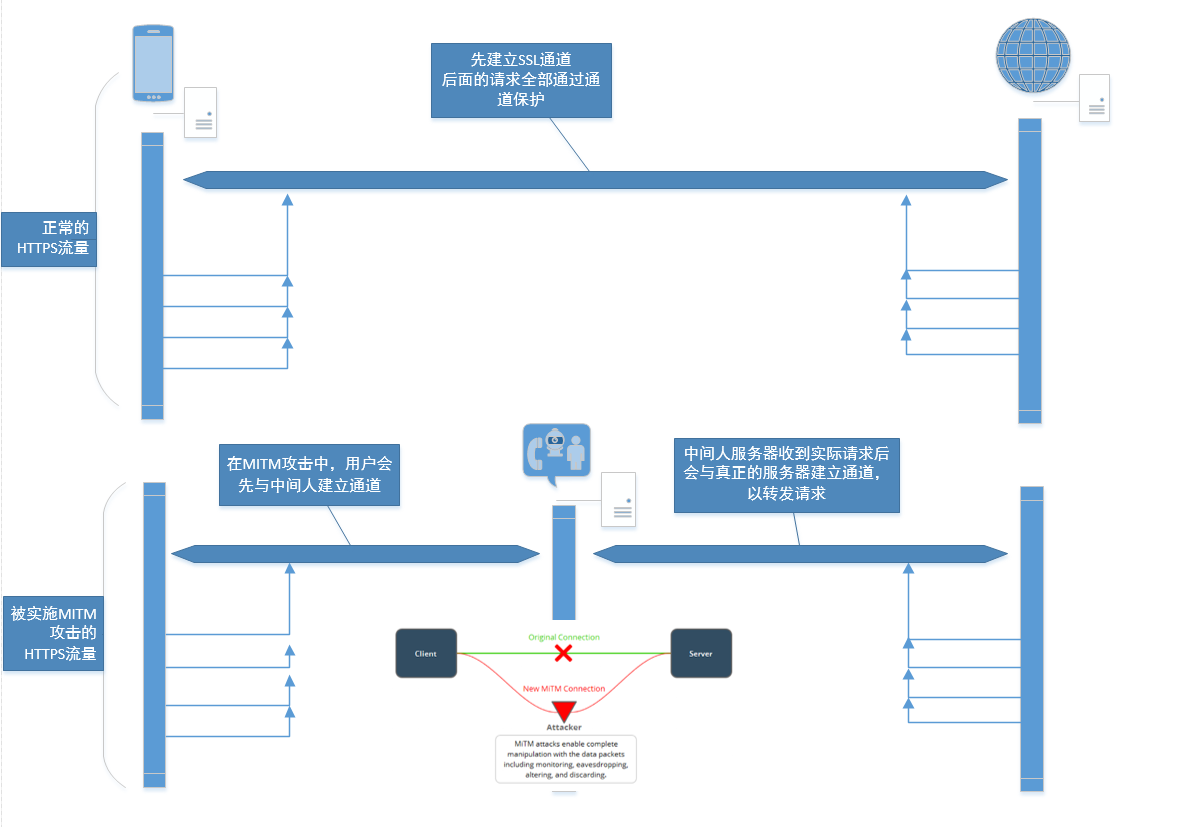 先建立SSL通道
后面的请求全部通过通
道保护
正常的
HTTPS流量
在MITM攻击中，用户会
先与中间人建立通道
中间人服务器收到实际请求后
会与真正的服务器建立通道，
以转发请求
被实施MITM
攻击的
HTTPS流量
Original Connection
Client
Server
New MiTM Connection
Attacker
MiTM attacks enable complete
manipulation with the data packets
including monitoring, eavesdropping,
altering, and discarding.